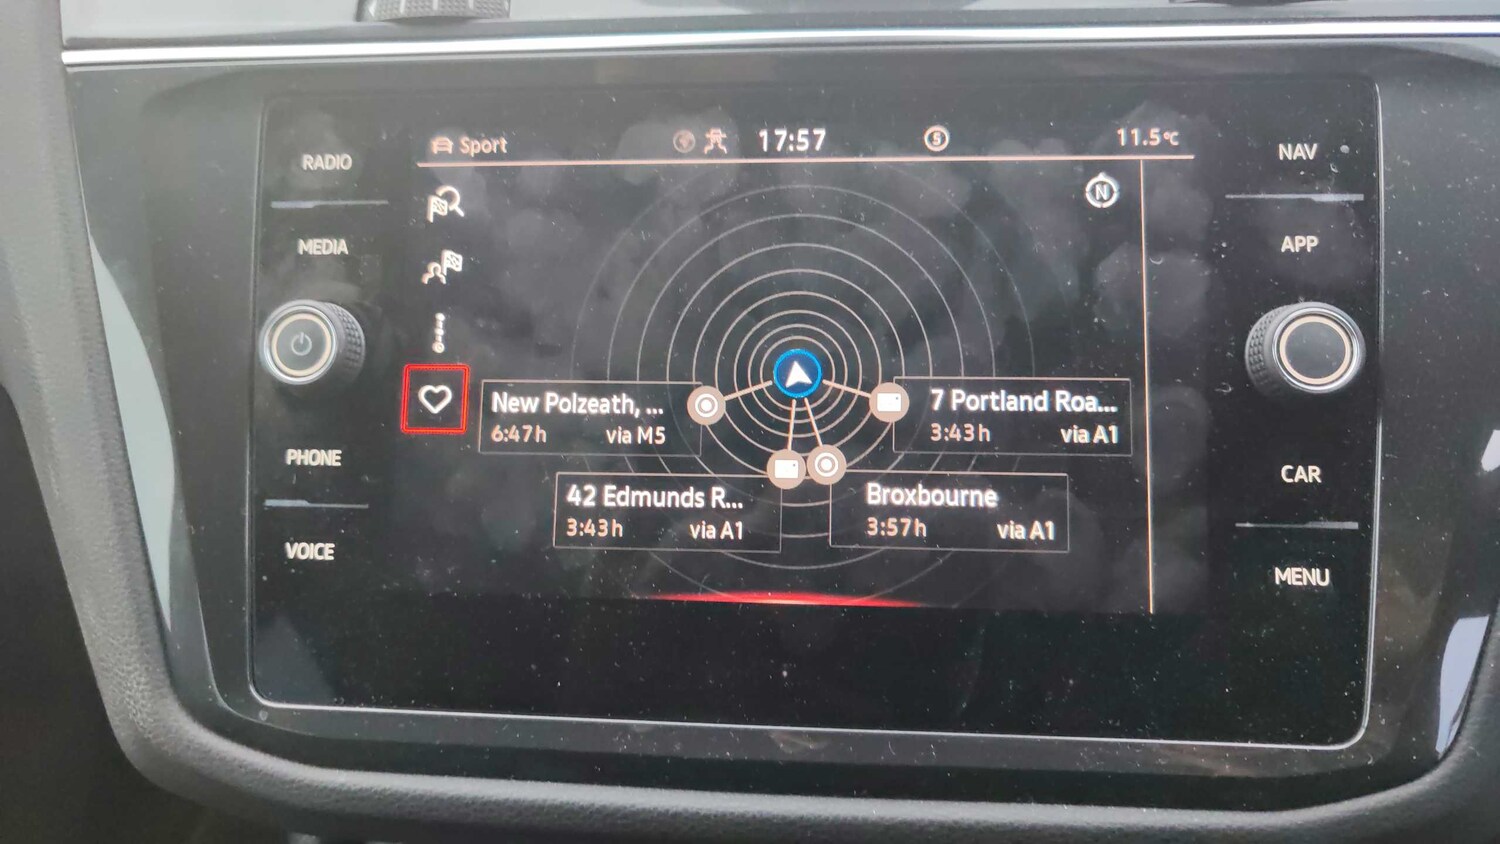 Sport
17:57
S
11.5°C
RADIO
MEDIA
PHONE
VOICE
N
New Polzeath, ...
6:47h via M5
7 Portland Roa...
3:43h via A1
42 Edmunds R...
3:43h via A1
Broxbourne
3:57h via A1
NAV
APP
CAR
MENU